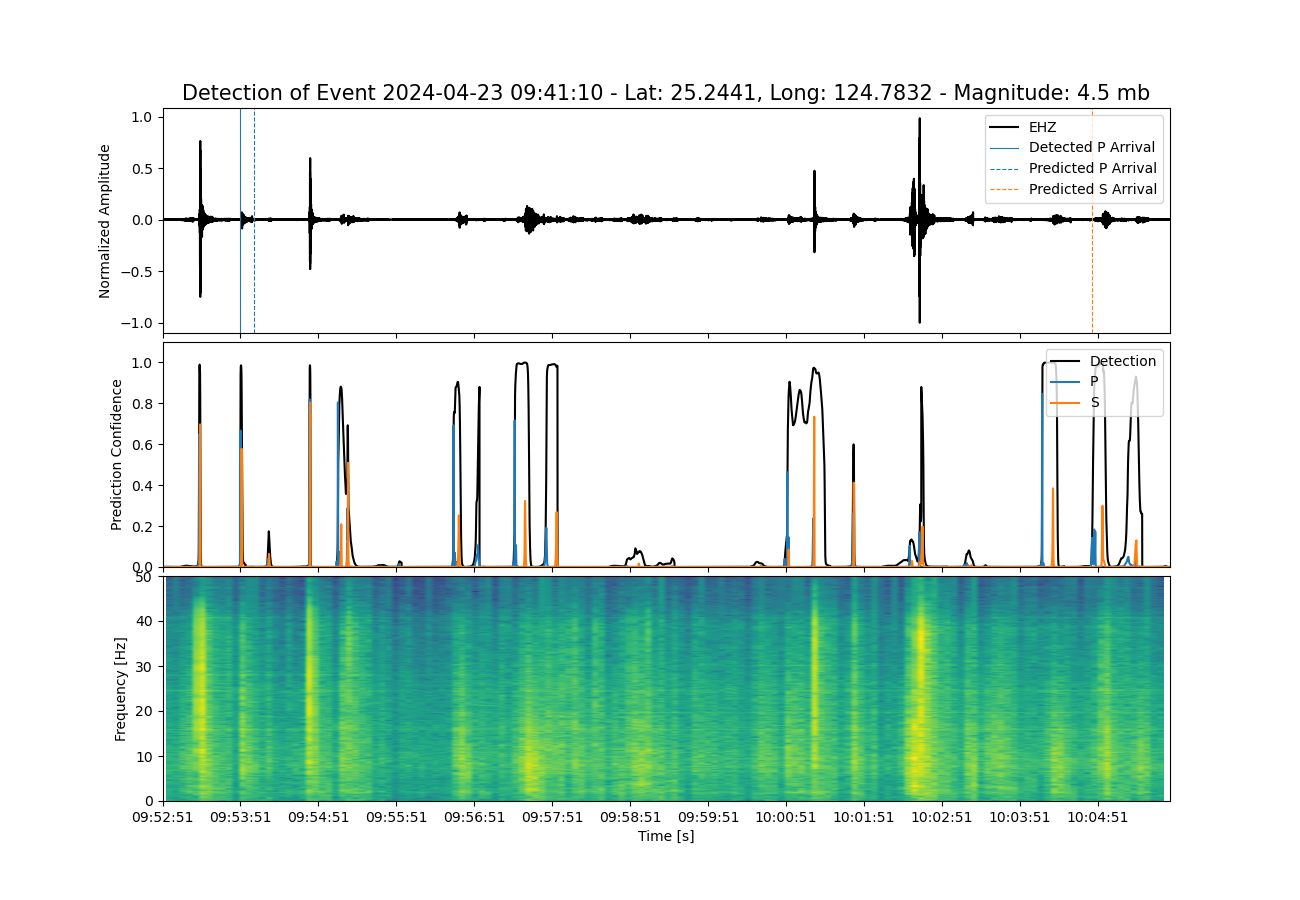 Detection of Event 2024-04-23 09:41:10 - Lat: 25.2441, Long: 124.7832 - Magnitude: 4.5 mb
Normalized Amplitude
1.0
0.5
0.0
−0.5
−1.0
EHZ
Detected P Arrival
Predicted P Arrival
Predicted S Arrival
Prediction Confidence
1.0
0.8
0.6
0.4
0.2
0.0
Detection
P
S
Frequency [Hz]
50
40
30
20
10
0
09:52:51 09:53:51 09:54:51 09:55:51 09:56:51 09:57:51 09:58:51 09:59:51 10:00:51 10:01:51 10:02:51 10:03:51 10:04:51
Time [s]